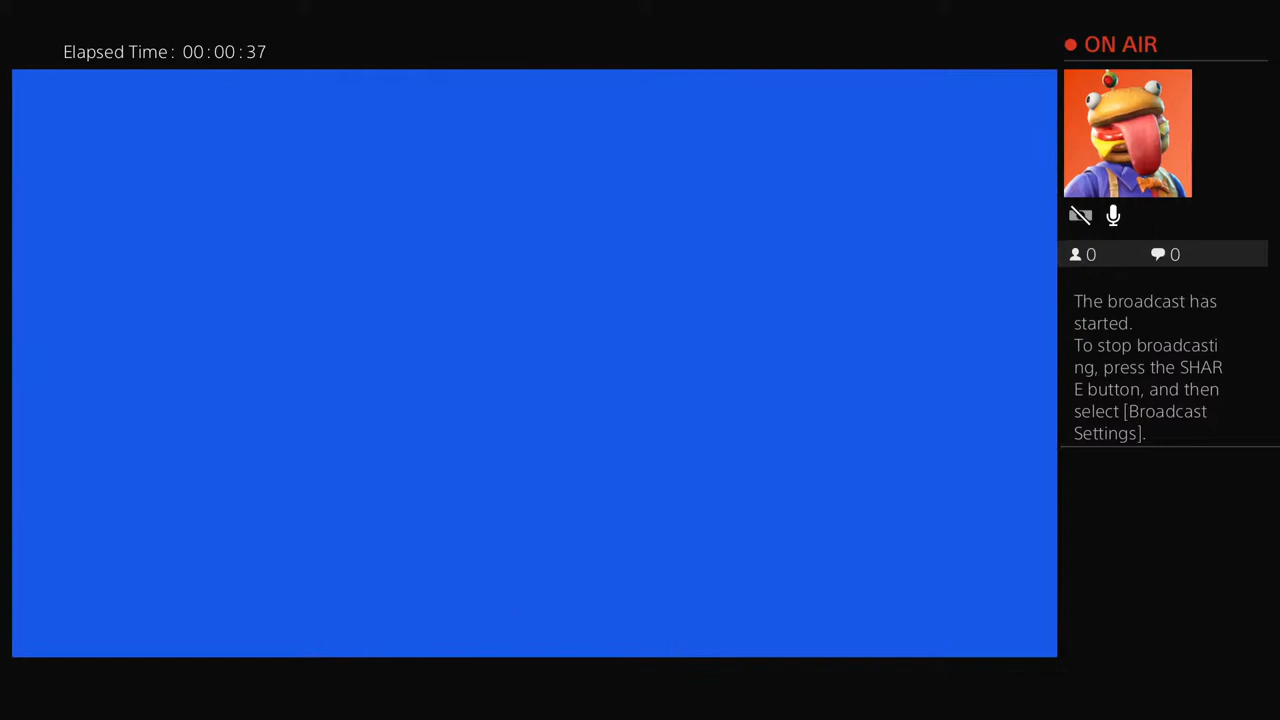 Elapsed Time: 00:00:37
ON AIR
0 0
The broadcast has
started.
To stop broadcasti
ng, press the SHAR
E button, and then
select [Broadcast
Settings].